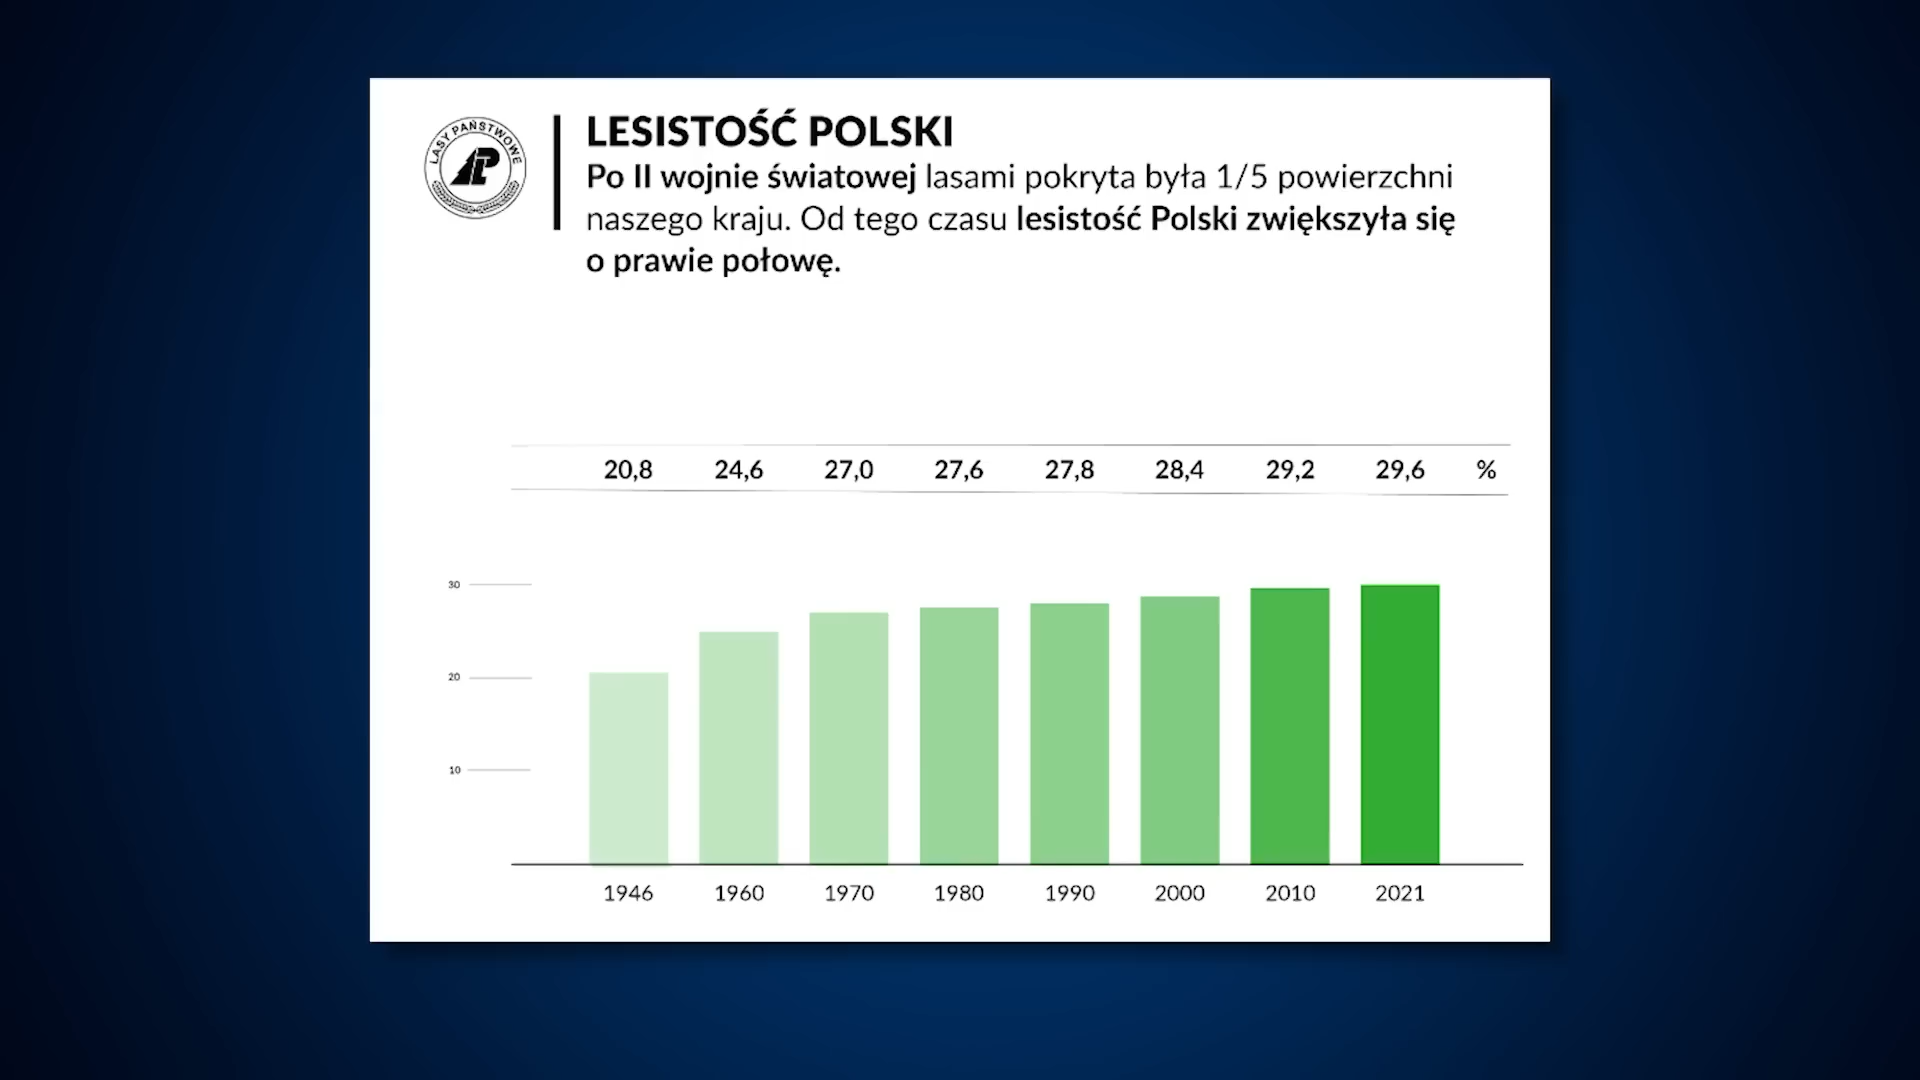 LASY PAŃSTWOWE
LESISTOŚĆ POLSKI
Po II wojnie światowej lasami pokryta była 1/5 powierzchni
naszego kraju. Od tego czasu lesistość Polski zwiększyła się
o prawie połowę.
20,8 24,6 27,0 27,6 27,8 28,4 29,2 29,6 %
30
20
10
1946 1960 1970 1980 1990 2000 2010 2021